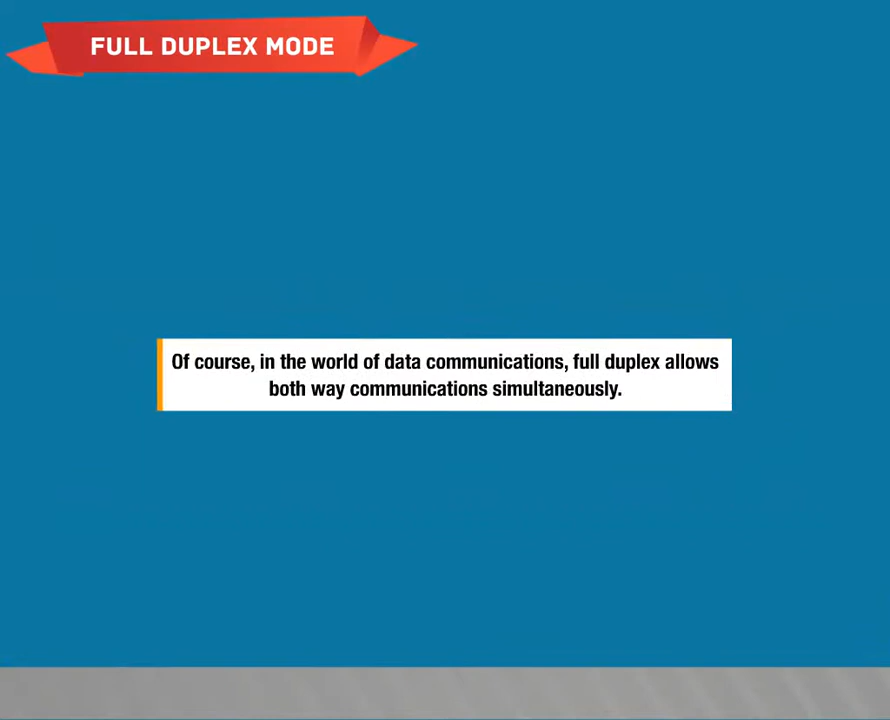 FULL DUPLEX MODE
Of course, in the world of data communications, full duplex allows
both way communications simultaneously.